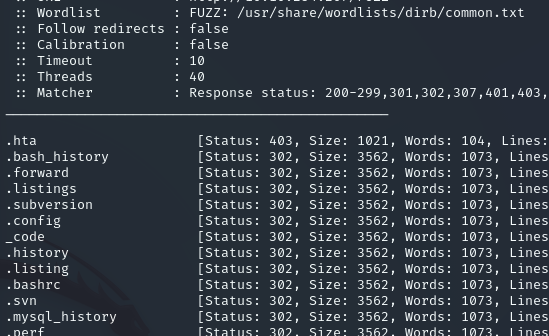 :: Wordlist : FUZZ: /usr/share/wordlists/dirb/common.txt
:: Follow redirects : false
:: Calibration : false
:: Timeout : 10
:: Threads : 40
:: Matcher : Response status: 200-299,301,302,307,401,403,
.hta [Status: 403, Size: 1021, Words: 104, Lines:
.bash_history [Status: 302, Size: 3562, Words: 1073, Lines
.forward [Status: 302, Size: 3562, Words: 1073, Lines
.listings [Status: 302, Size: 3562, Words: 1073, Lines
.subversion [Status: 302, Size: 3562, Words: 1073, Lines
.config [Status: 302, Size: 3562, Words: 1073, Lines
_code [Status: 302, Size: 3562, Words: 1073, Lines
.history [Status: 302, Size: 3562, Words: 1073, Lines
.listing [Status: 302, Size: 3562, Words: 1073, Lines
.bashrc [Status: 302, Size: 3562, Words: 1073, Lines
.svn [Status: 302, Size: 3562, Words: 1073, Lines
.mysql_history [Status: 302, Size: 3562, Words: 1073, Lines
.perf [Status: 302, Size: 3562, Words: 1073, Lines